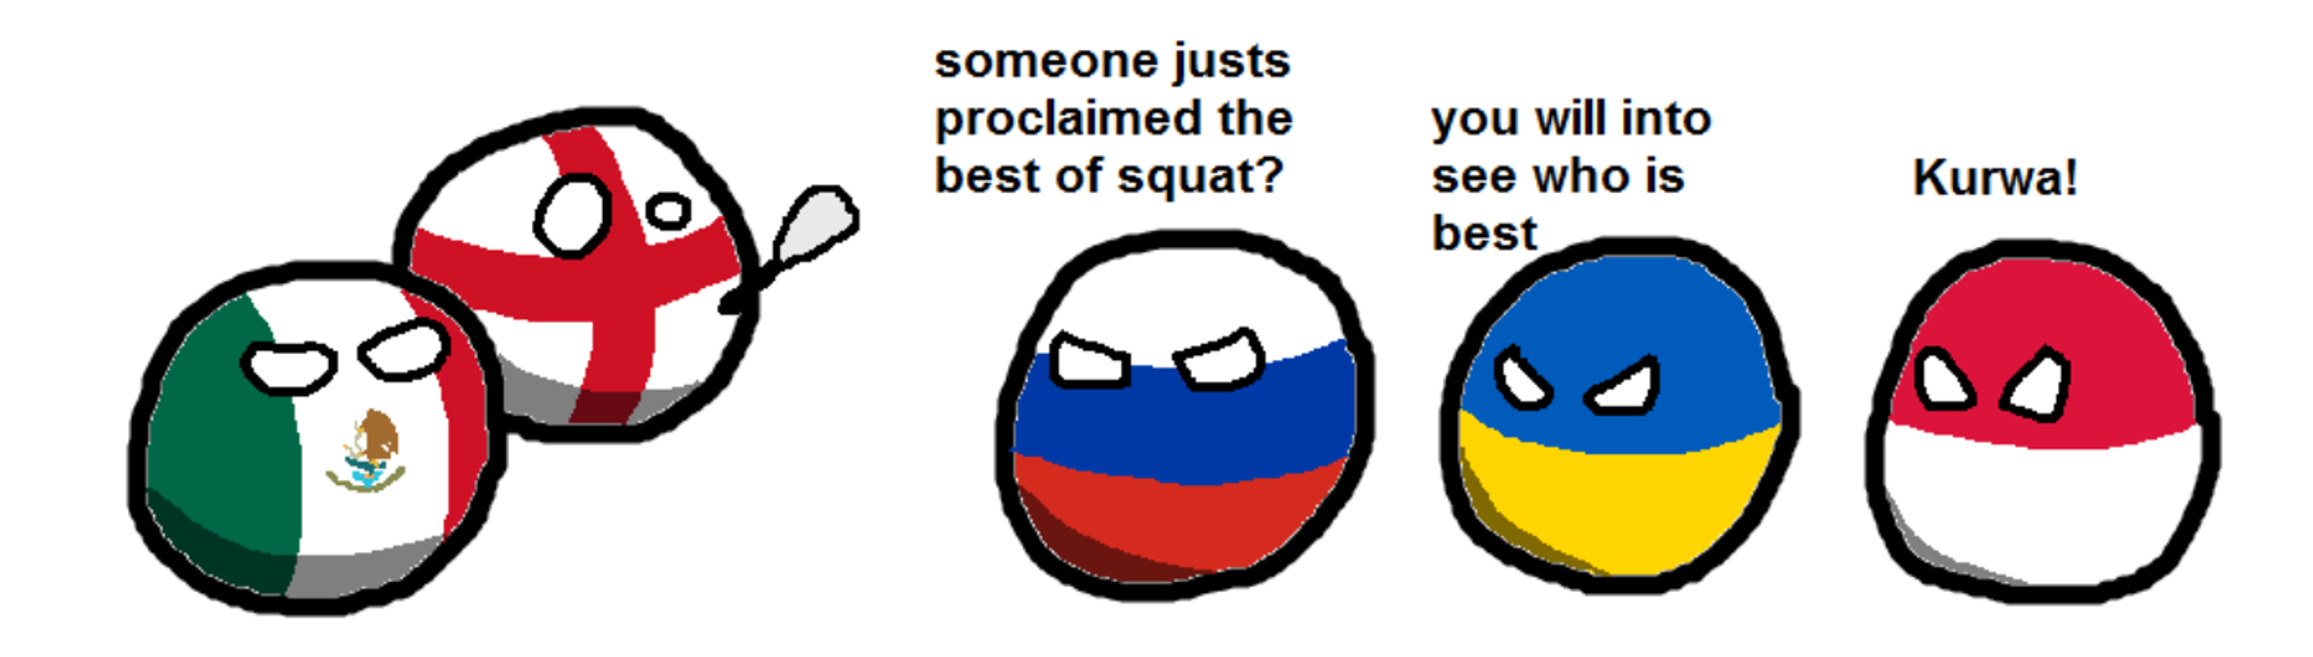 someone justs
proclaimed the
best of squat?
you will into
see who is
best
Kurwa!